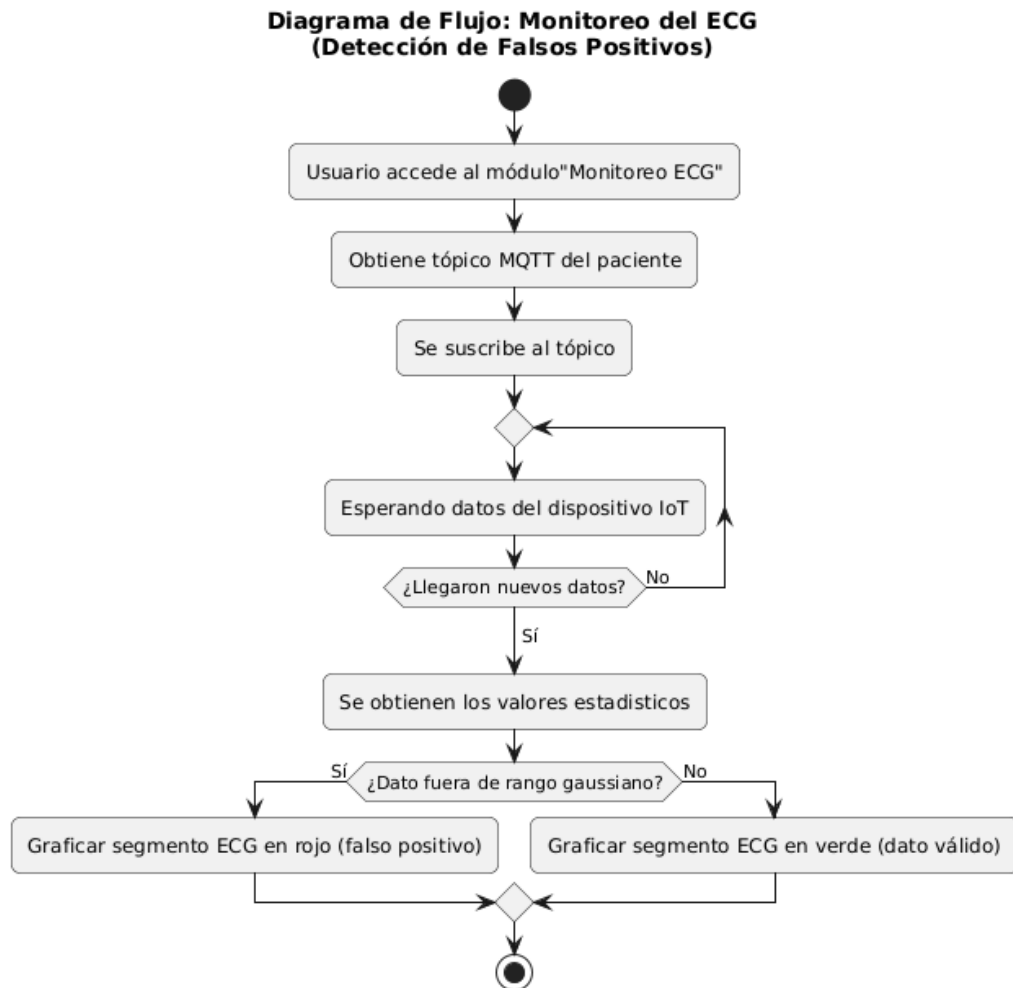 Diagrama de Flujo: Monitoreo del ECG
(Detección de Falsos Positivos)
Usuario accede al módulo"Monitoreo ECG"
Obtiene tópico MQTT del paciente
Se suscribe al tópico
Esperando datos del dispositivo IoT
¿Llegaron nuevos datos?
No
Sí
Se obtienen los valores estadisticos
Sí
¿Dato fuera de rango gaussiano?
No
Graficar segmento ECG en rojo (falso positivo)
Graficar segmento ECG en verde (dato válido)